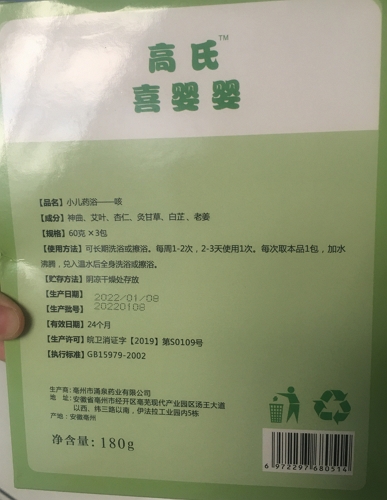 高氏™
喜婴婴
【品名】小儿药浴——咳
【成分】神曲、艾叶、杏仁、灸甘草、白芷、老姜
【规格】60克×3包
【使用方法】可长期洗浴或擦浴。每周1-2次，2-3天使用1次。每次取本品1包，加水
沸腾，兑入温水后全身洗浴或擦浴。
【贮存方法】阴凉干燥处存放
【生产日期】2022/01/08
【生产批号】20220108
【有效日期】24个月
【生产许可】皖卫消证字【2019】第S0109号
【执行标准】GB15979-2002
生产商：亳州市涌泉药业有限公司
地 址：安徽省亳州市经开区亳芜现代产业园区汤王大道
以西、纬三路以南，伊法拉工业园内5栋
产地：安徽亳州
净含量：180g
6 972297 680514